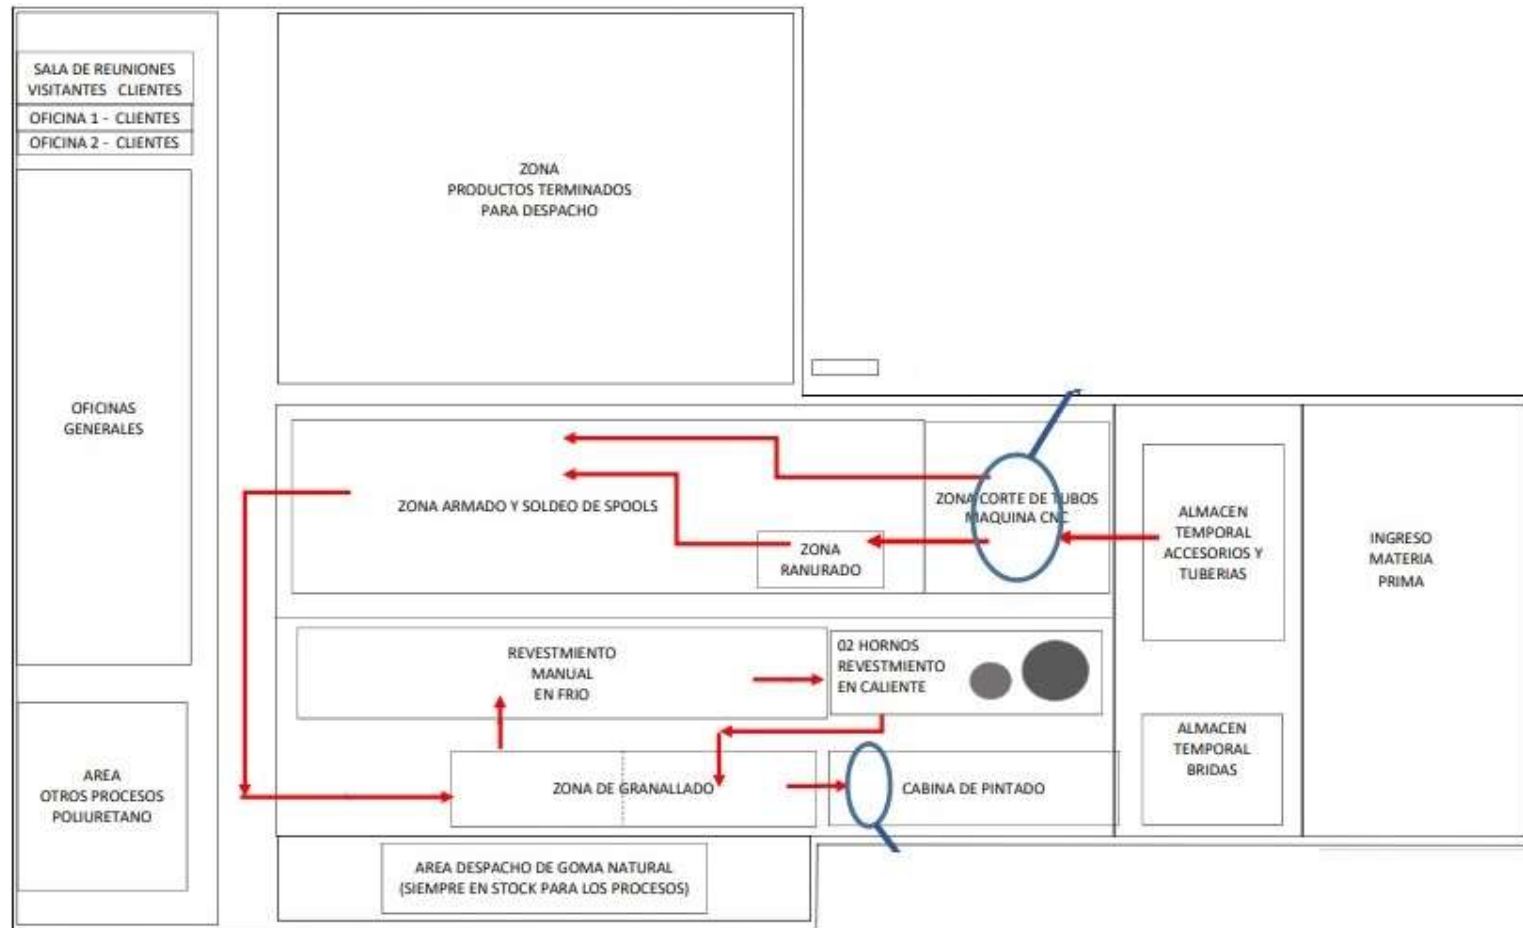 SALA DE REUNIONES
VISITANTES CLIENTES
OFICINA 1 - CLIENTES
OFICINA 2 - CLIENTES
ZONA
PRODUCTOS TERMINADOS
PARA DESPACHO
OFICINAS
GENERALES
ZONA ARMADO Y SOLDEO DE SPOOLS
ZONA
RANURADO
ZONA CORTE DE TUBOS
MAQUINA CNC
ALMACEN
TEMPORAL
ACCESORIOS Y
TUBERIAS
INGRESO
MATERIA
PRIMA
REVESTMIENTO
MANUAL
EN FRIO
02 HORNOS
REVESTMIENTO
EN CALIENTE
ALMACEN
TEMPORAL
BRIDAS
AREA
OTROS PROCESOS
POLIURETANO
ZONA DE GRANALLADO
CABINA DE PINTADO
AREA DESPACHO DE GOMA NATURAL
(SIEMPRE EN STOCK PARA LOS PROCESOS)